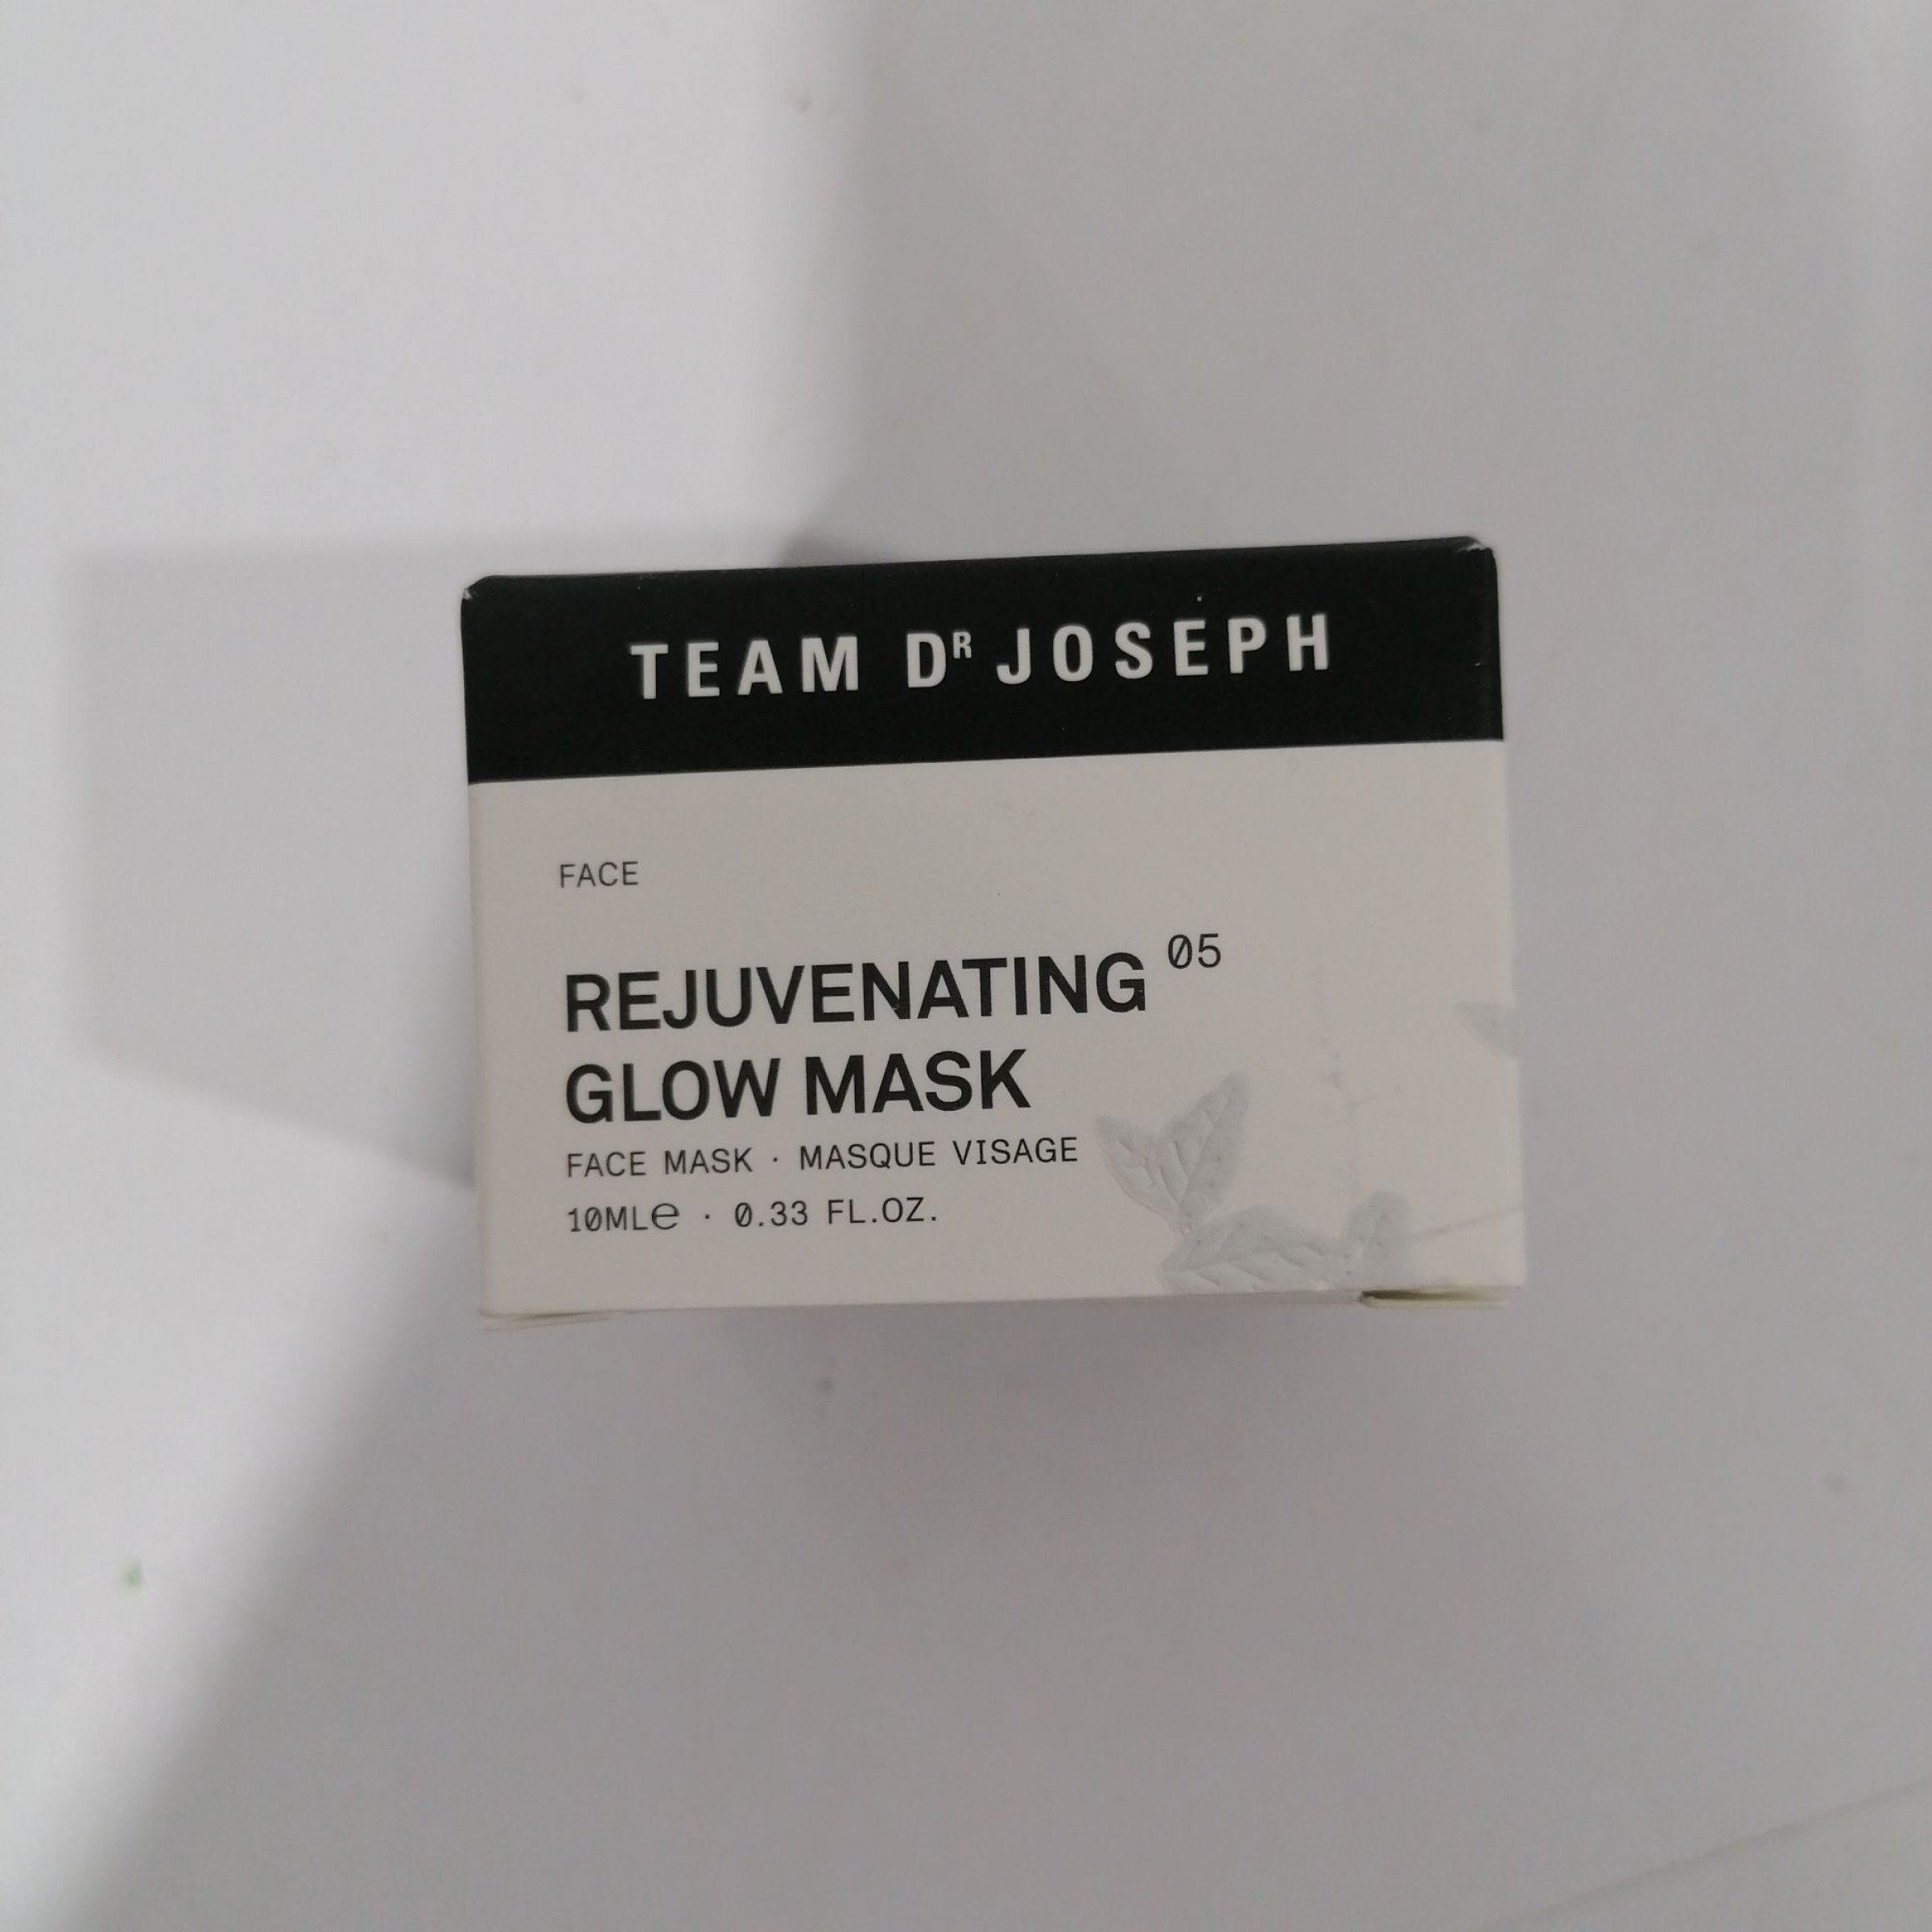 TEAM DR JOSEPH
FACE
REJUVENATING 05
GLOW MASK
FACE MASK · MASQUE VISAGE
10ML℮ · 0.33 FL.OZ.